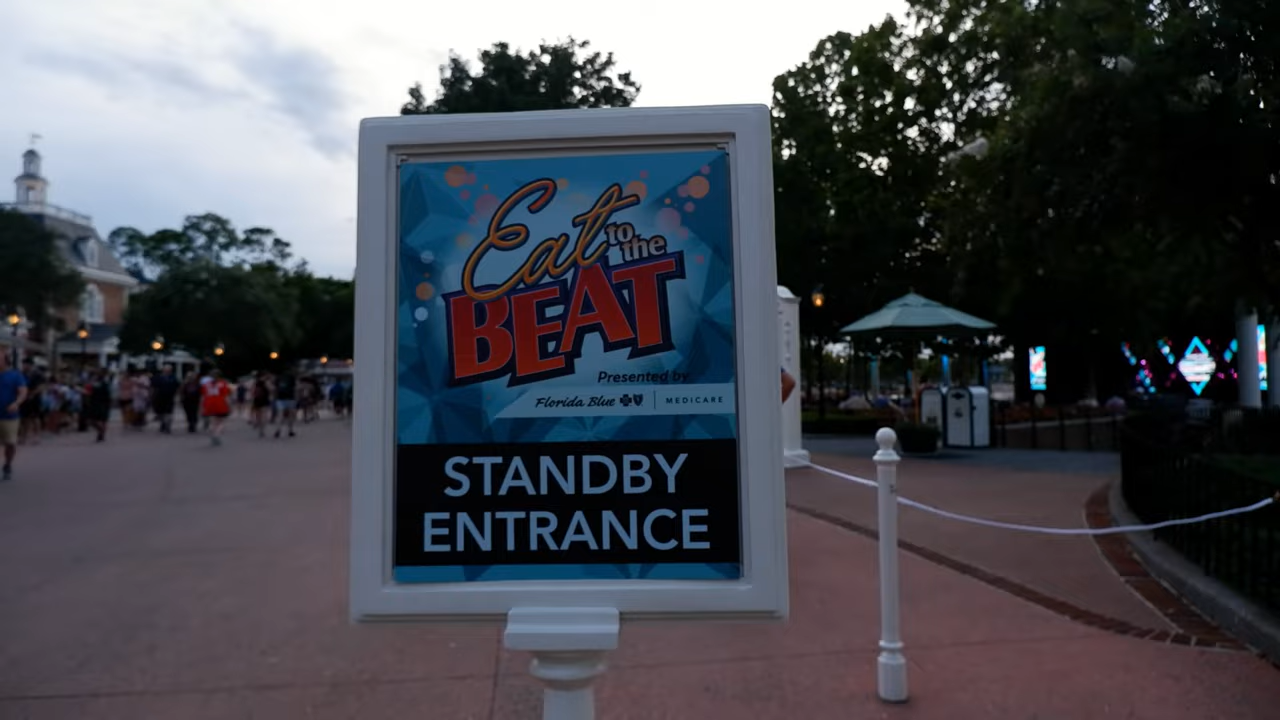 Eat to the
BEAT
Presented by
Florida Blue MEDICARE
STANDBY
ENTRANCE